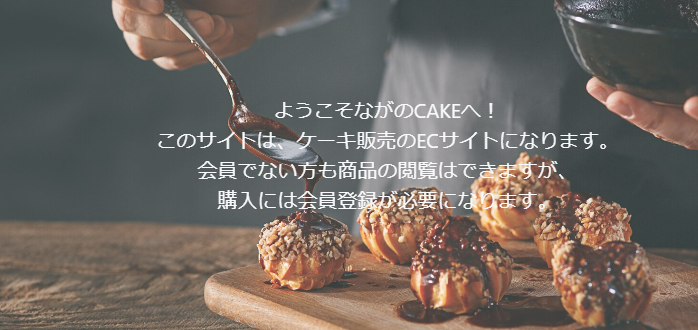 ようこそながのCAKEへ！
このサイトは、ケーキ販売のECサイトになります。
会員でない方も商品の閲覧はできますが、
購入には会員登録が必要になります。